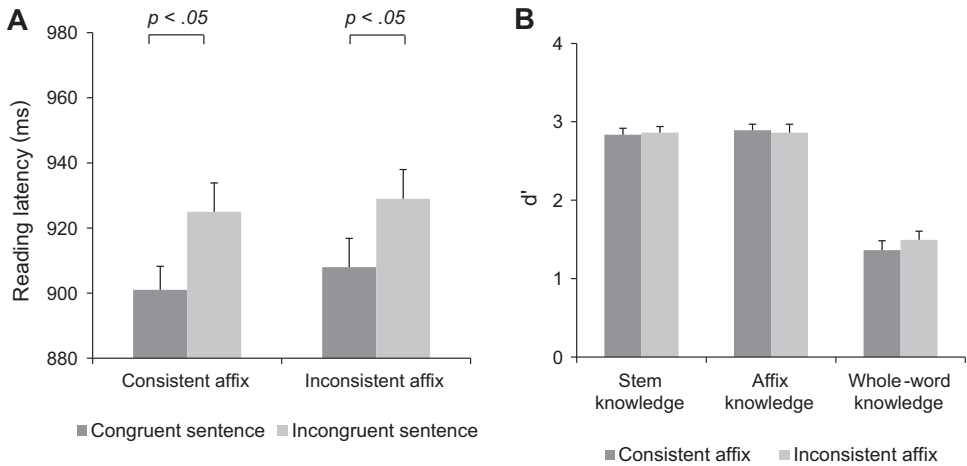 A
p < .05
p < .05
980
960
940
920
900
880
Reading latency (ms)
Consistent affix
Inconsistent affix
Congruent sentence
Incongruent sentence
B
4
3
2
1
0
d'
Stem
knowledge
Affix
knowledge
Whole-word
knowledge
Consistent affix
Inconsistent affix